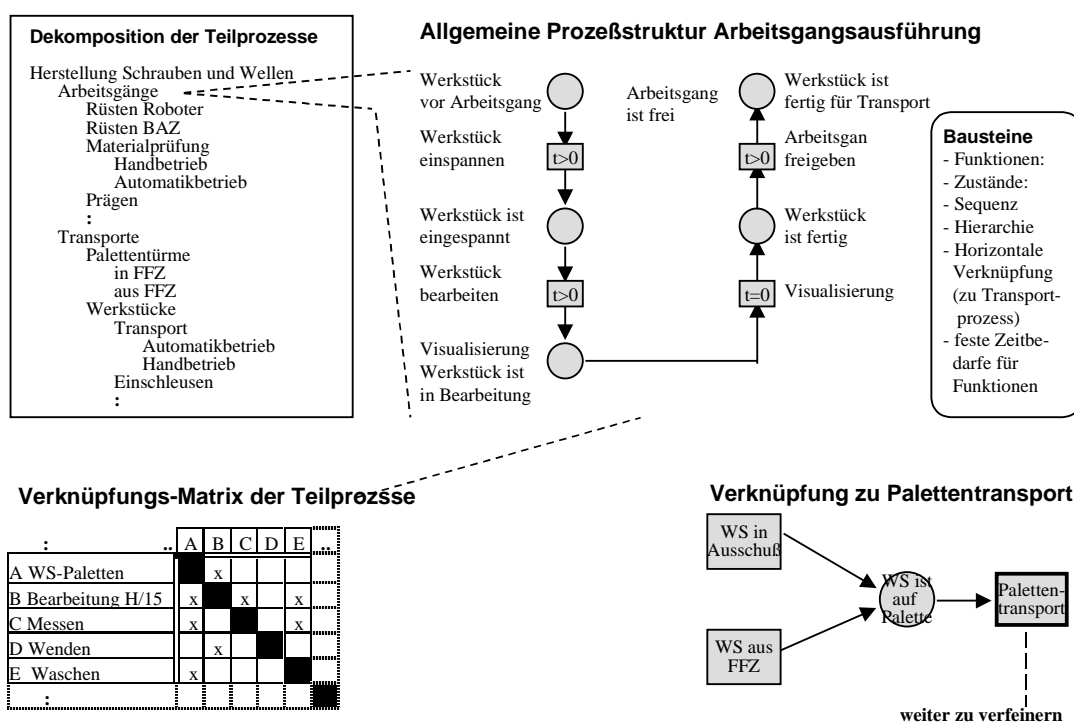 Dekomposition der Teilprozesse
Herstellung Schrauben und Wellen
Arbeitsgänge
Rüsten Roboter
Rüsten BAZ
Materialprüfung
Handbetrieb
Automatikbetrieb
Prägen
:
Transporte
Palettentürme
in FFZ
aus FFZ
Werkstücke
Transport
Automatikbetrieb
Handbetrieb
Einschleusen
:
Allgemeine Prozeßstruktur Arbeitsgangsausführung
Werkstück
vor Arbeitsgang
Werkstück
einspannen
t>0
Werkstück ist
eingespannt
Werkstück
bearbeiten
t>0
Visualisierung
Werkstück ist
in Bearbeitung
Arbeitsgang
ist frei
Werkstück ist
fertig für Transport
Arbeitsgan
freigeben
t>0
Werkstück
ist fertig
t=0
Visualisierung
Bausteine
- Funktionen:
- Zustände:
- Sequenz
- Hierarchie
- Horizontale
Verknüpfung
(zu Transport-
prozess)
- feste Zeitbe-
darfe für
Funktionen
Verknüpfungs-Matrix der Teilprozsse
: .. A B C D E ..
A WS-Paletten x
B Bearbeitung H/15 x x x
C Messen x x
D Wenden x
E Waschen x
:
Verknüpfung zu Palettentransport
WS in
Ausschuß
WS aus
FFZ
WS ist
auf
Palette
Paletten-
transport
weiter zu verfeinern